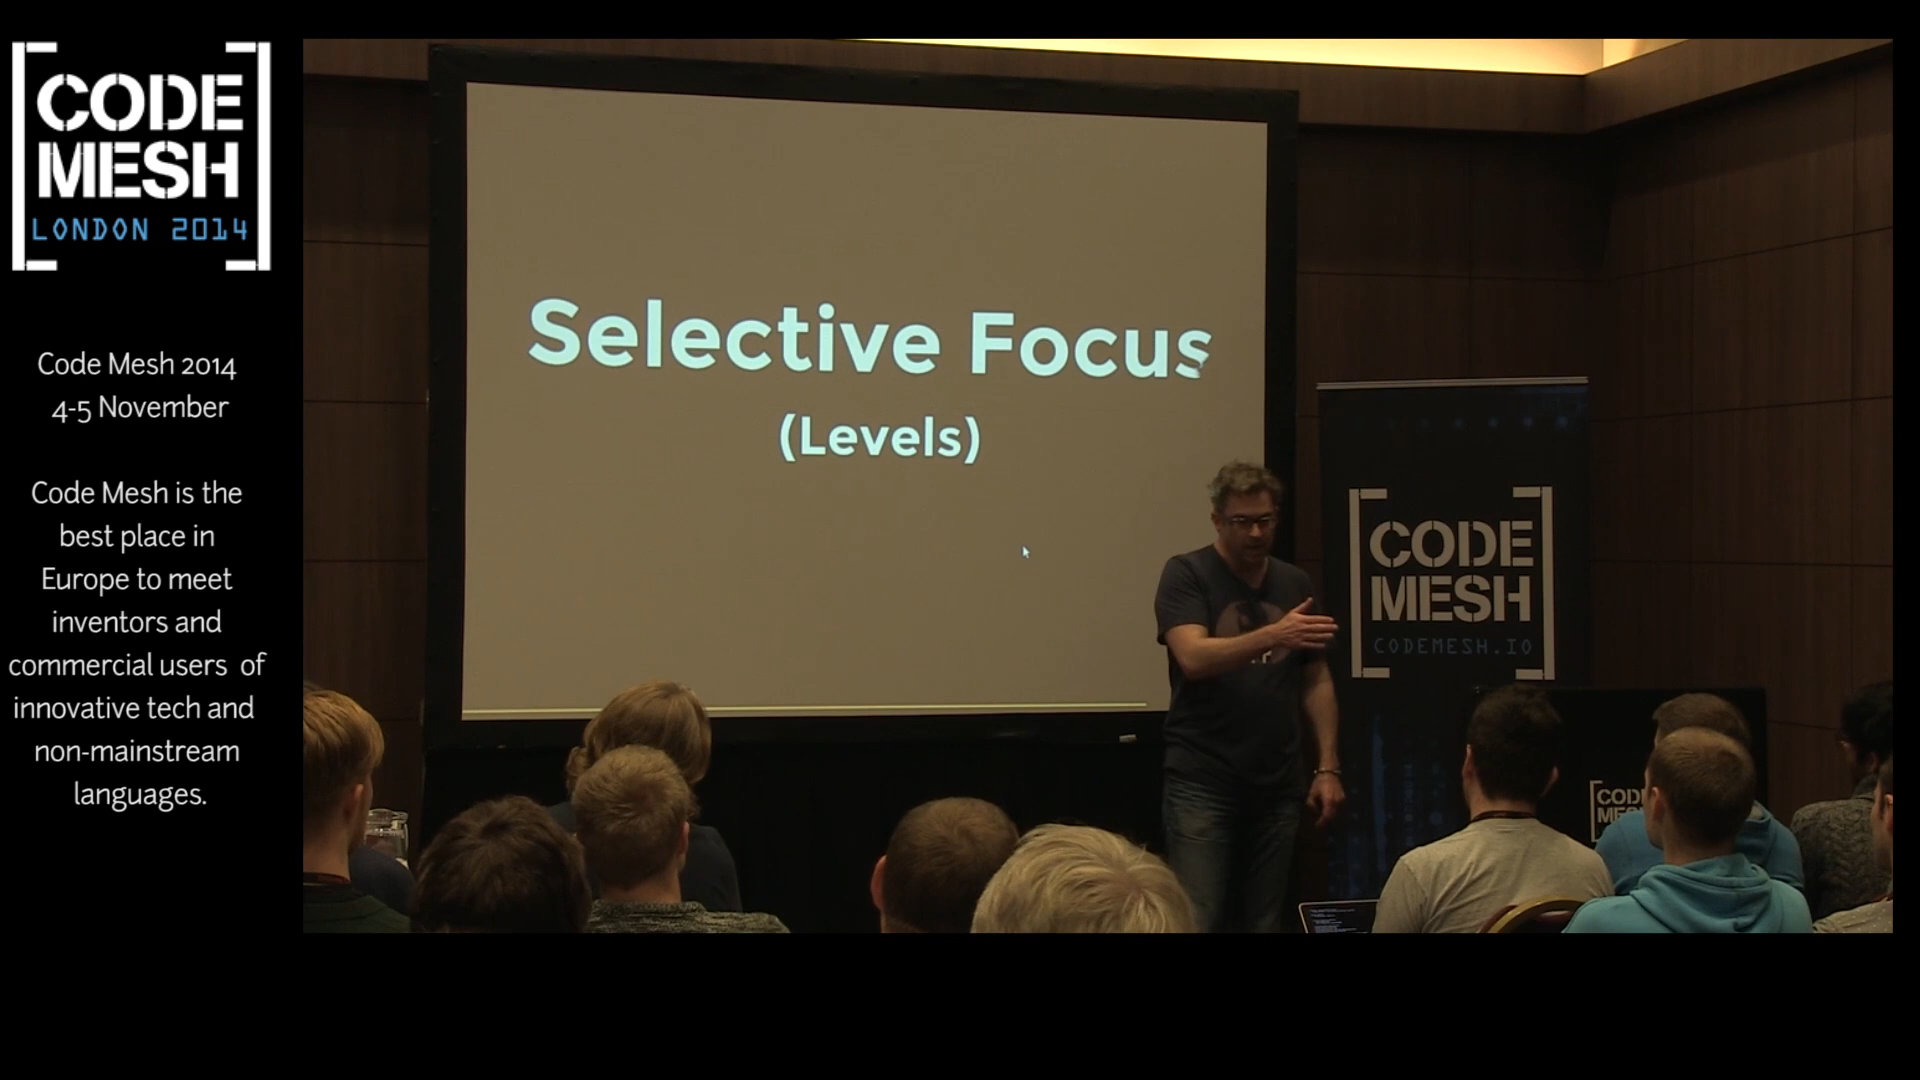 CODE
MESH
LONDON 2014
Code Mesh 2014
4-5 November
Code Mesh is the
best place in
Europe to meet
inventors and
commercial users of
innovative tech and
non-mainstream
languages.
Selective Focus
(Levels)
CODE
MESH
CODEMESH.IO